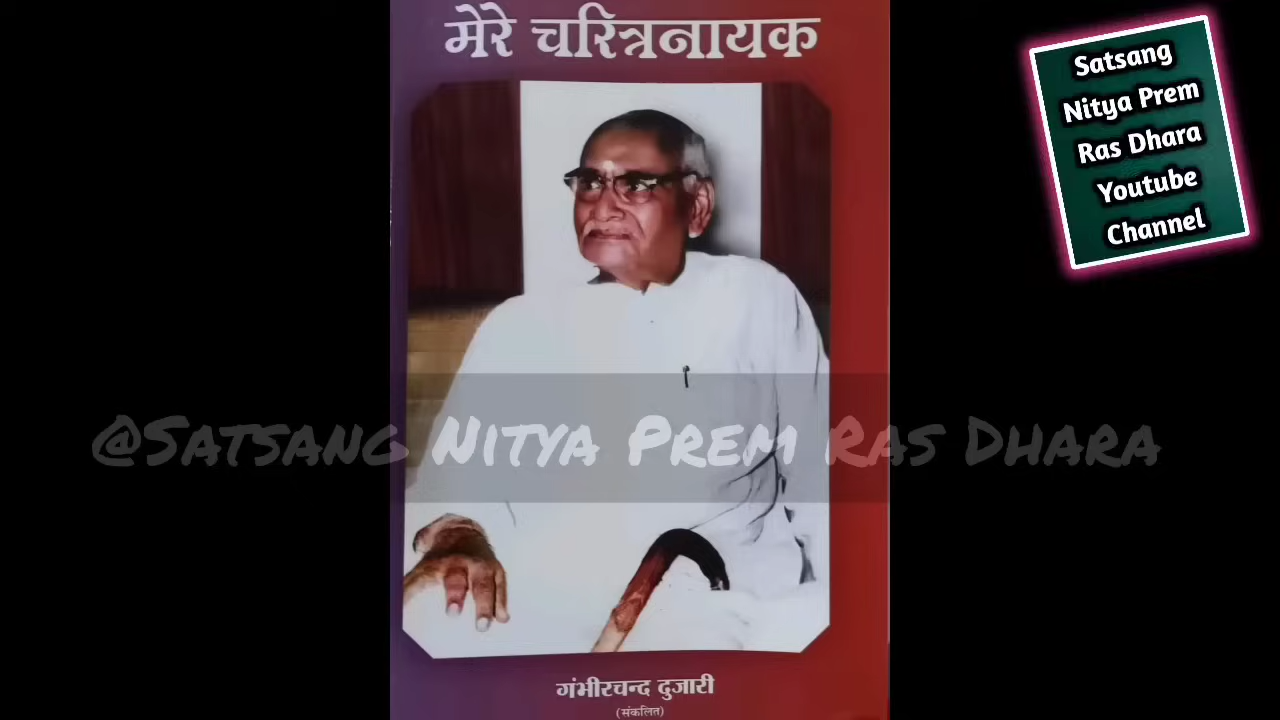 मेरे चरित्रनायक
Satsang
Nitya Prem
Ras Dhara
Youtube
Channel
@Satsang Nitya Prem Ras Dhara
गंभीरचन्द दुजारी
(संकलित)